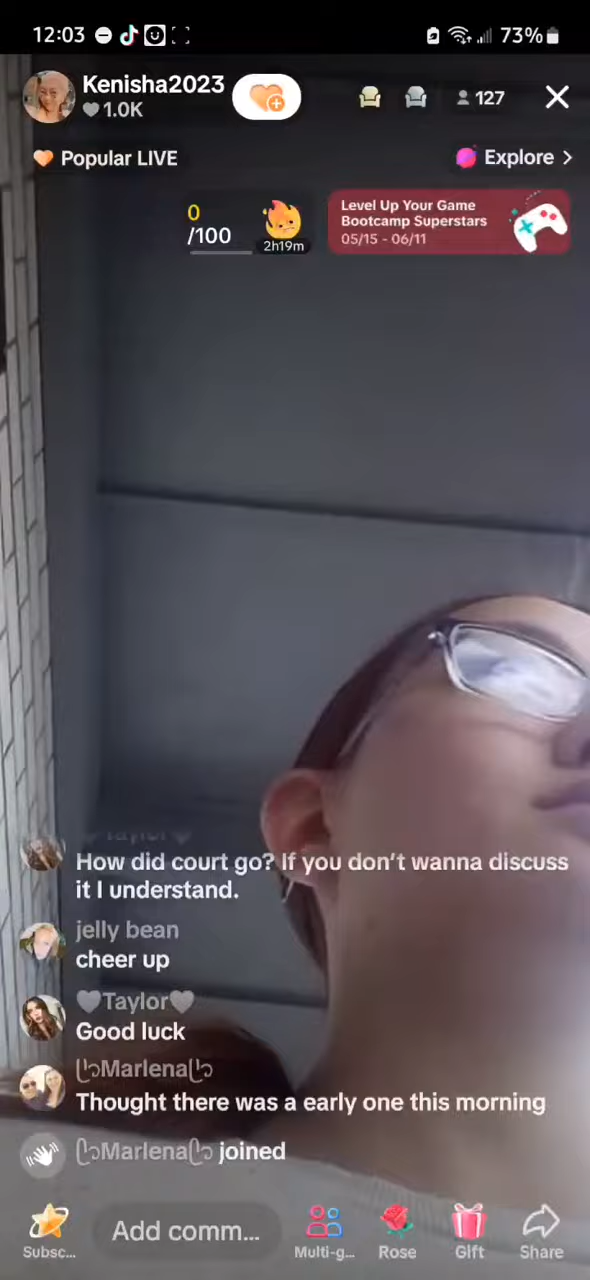 12:03
73%
Kenisha2023
1.0K
127
Popular LIVE
Explore >
0
/100
2h19m
Level Up Your Game
Bootcamp Superstars
05/15 - 06/11
How did court go? If you don't wanna discuss
it I understand.
jelly bean
cheer up
🩶Taylor🩶
Good luck
Marlena
Thought there was a early one this morning
Marlena joined
Add comm...
Subsc...
Multi-g...
Rose
Gift
Share